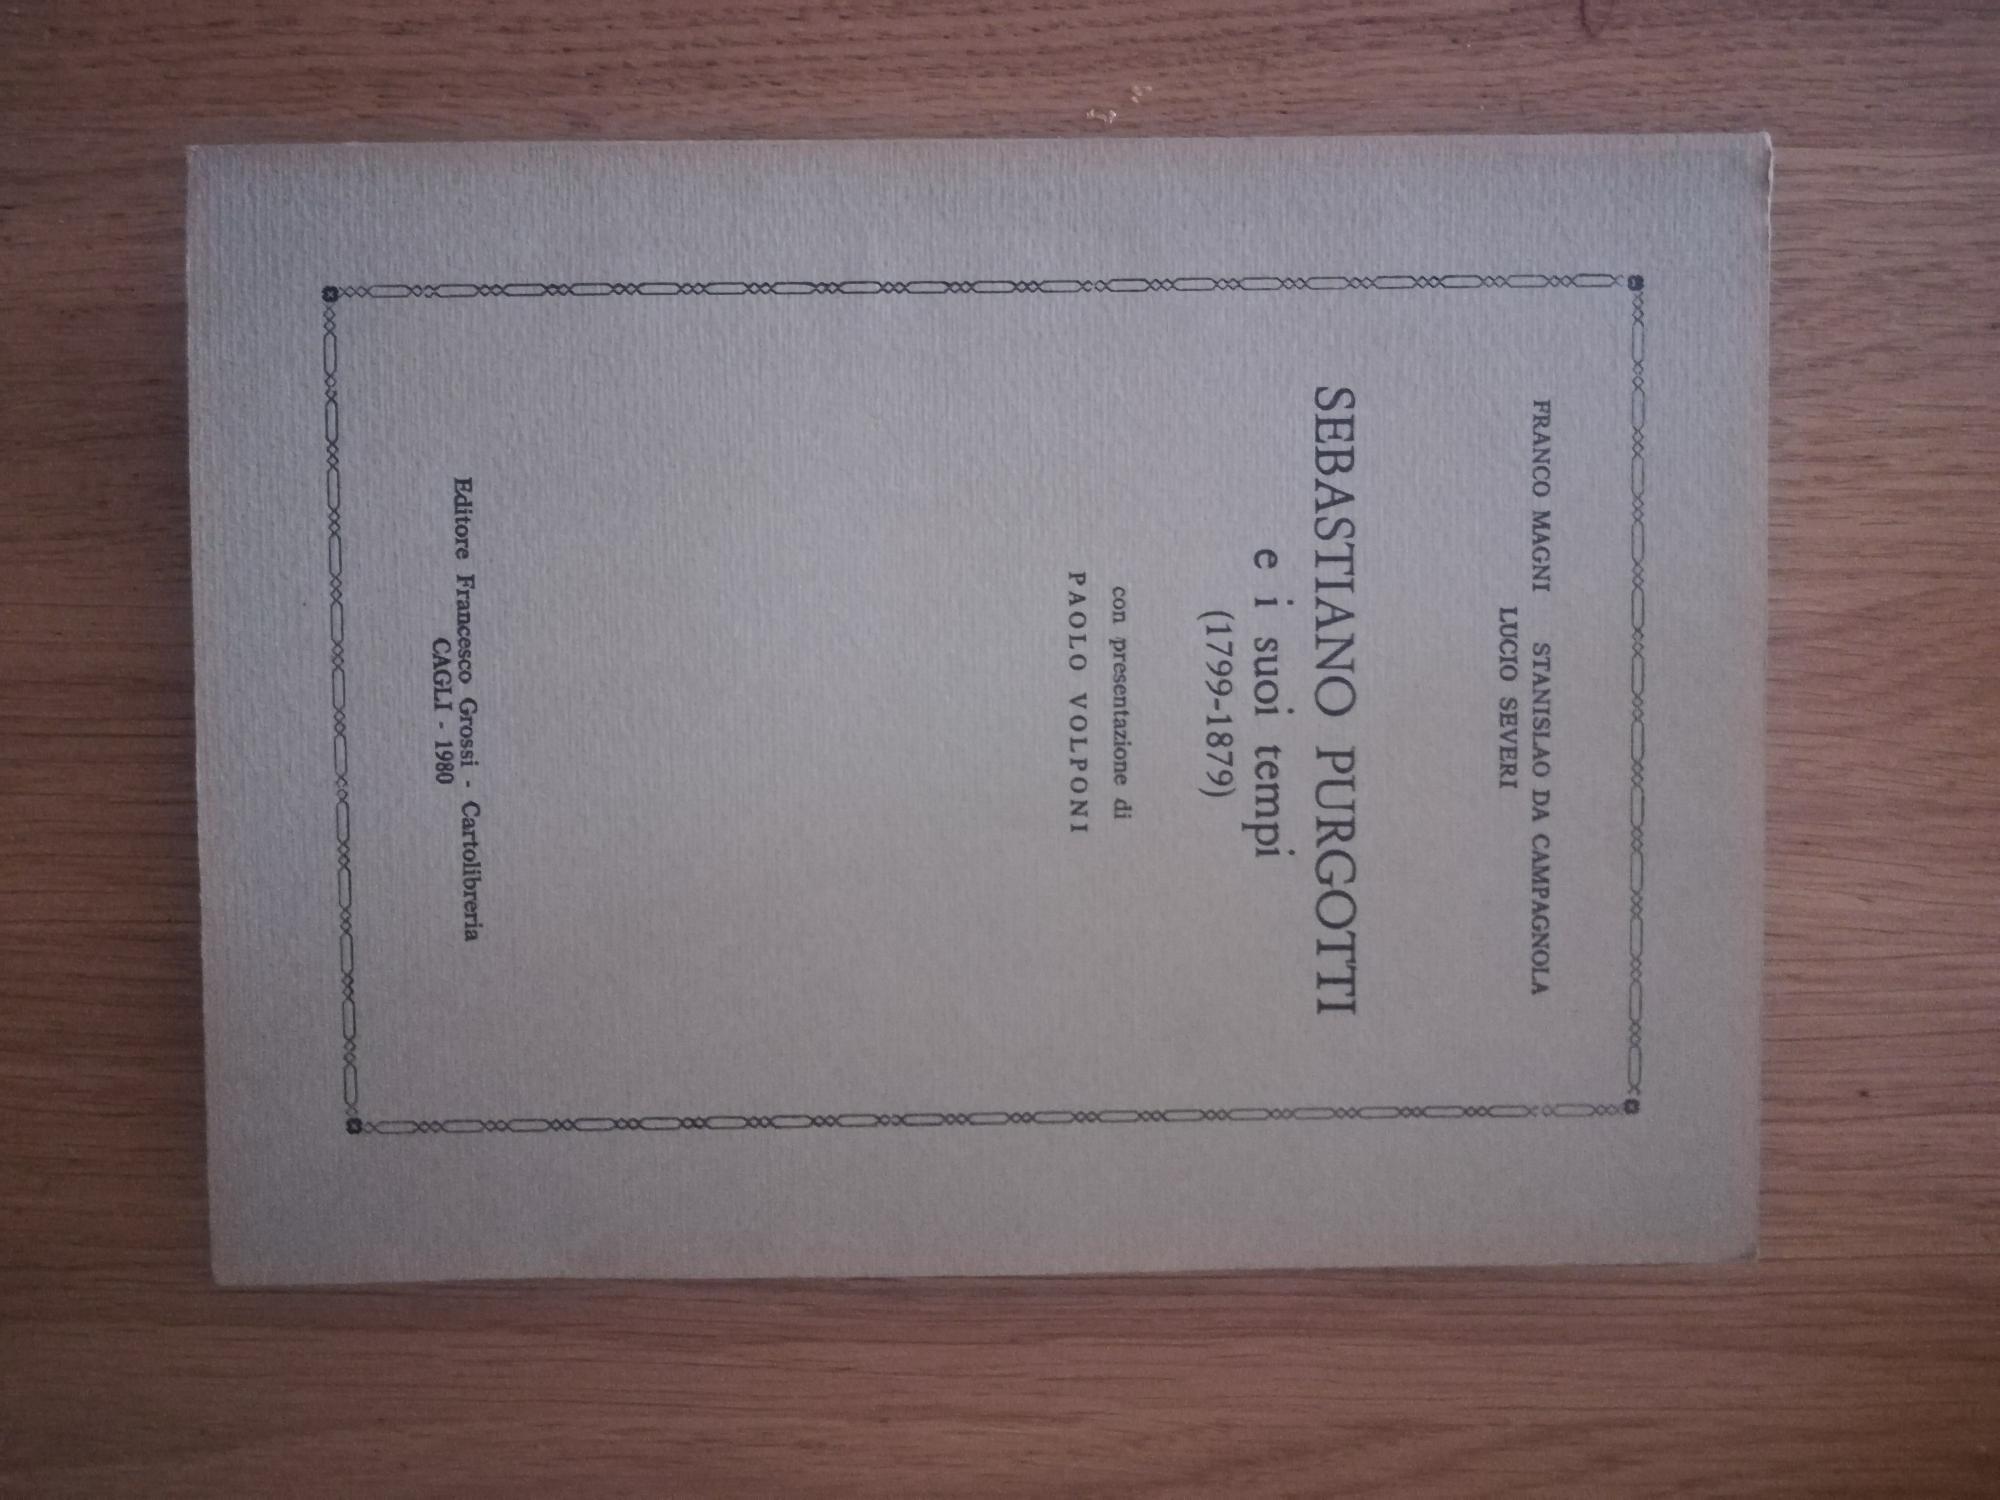 FRANCO MAGNI STANISLAO DA CAMPAGNOLA
LUCIO SEVERI
SEBASTIANO PURGOTTI
e i suoi tempi
(1799-1879)
con presentazione di
PAOLO VOLPONI
Editore Francesco Grossi - Cartolibreria
CAGLI - 1980